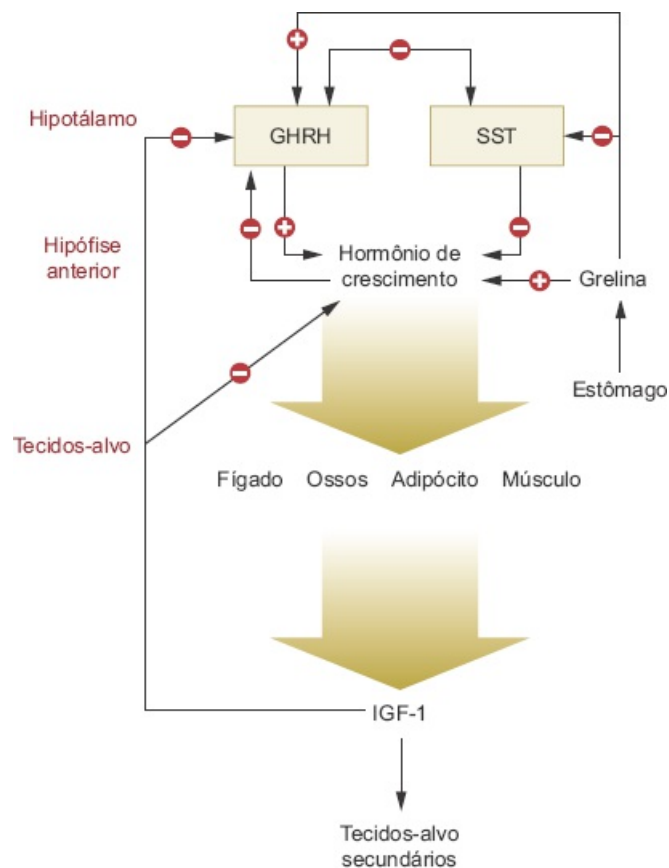 Hipotálamo
GHRH
SST
Hipófise
anterior
Hormônio de
crescimento
Grelina
Estômago
Tecidos-alvo
Fígado Ossos Adipócito Músculo
IGF-1
Tecidos-alvo
secundários